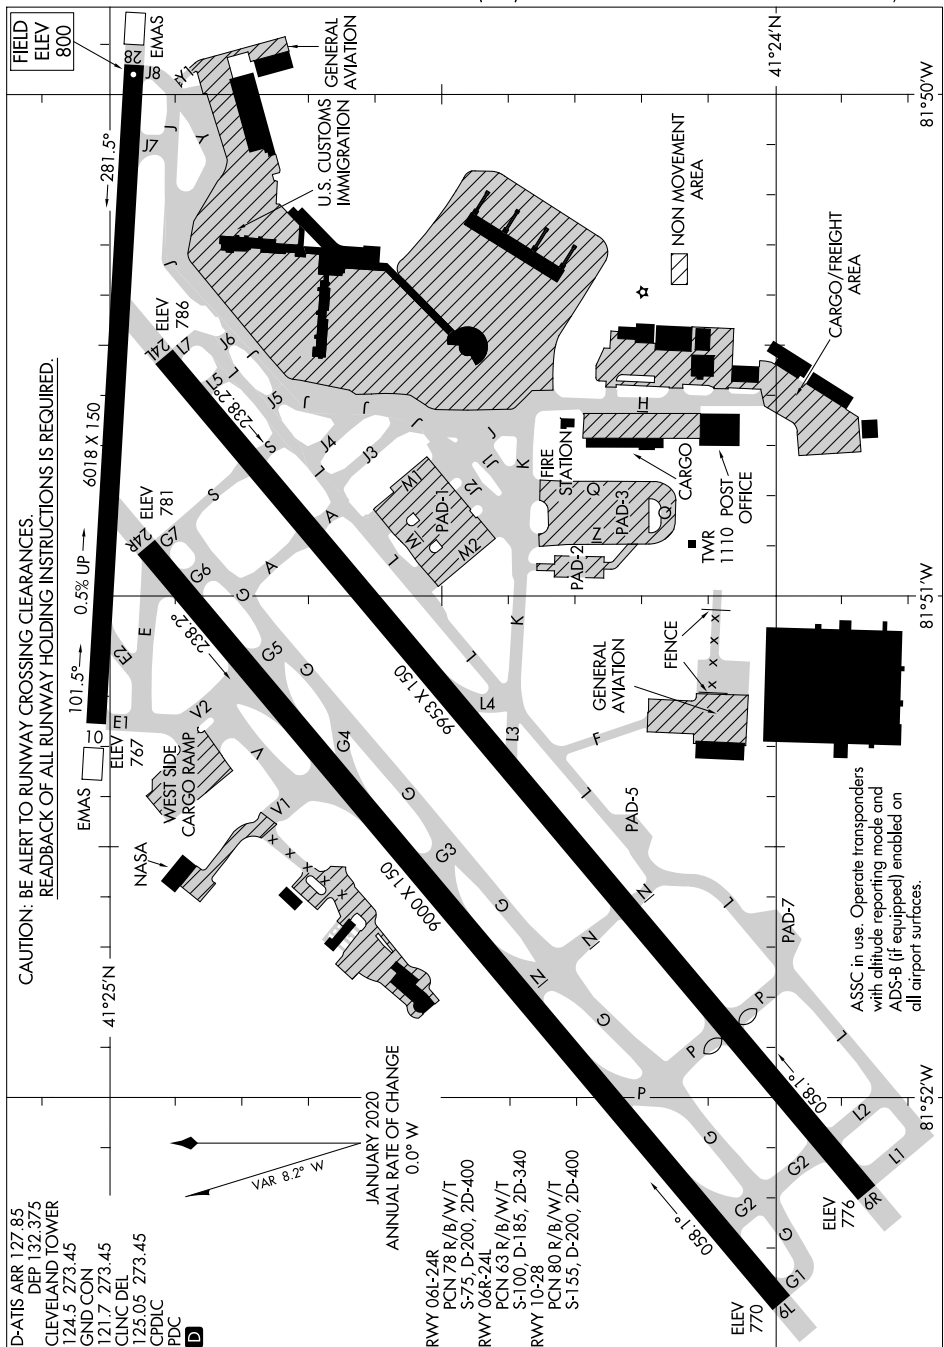 FIELD
ELEV
800
EMAS
28
J8
Y1
GENERAL
AVIATION
41°24'N
81°50'W
281.5°
J7
J
Y
U.S. CUSTOMS
IMMIGRATION
NON MOVEMENT
AREA
J
CARGO/FREIGHT
AREA
ELEV
786
24L
L7
J6
J
L
L5
J5
J
J
J
J
238.2°
S
J4
J3
L
H
FIRE
STATION
CARGO
POST
OFFICE
TWR
1110
K
J1
J2
M1
M
PAD-1
M2
Q
PAD-3
Q
Z
PAD-2
CAUTION: BE ALERT TO RUNWAY CROSSING CLEARANCES.
READBACK OF ALL RUNWAY HOLDING INSTRUCTIONS IS REQUIRED.
6018 X 150
0.5% UP
101.5°
S
ELEV
781
24R
G7
G6
G
A
A
L
E
E2
E1
10
ELEV
767
EMAS
238.2°
G5
G
G4
81°51'W
K
L
L4
L3
9953 X 150
F
GENERAL
AVIATION
FENCE
x
x
x
x
V2
V
V1
WEST SIDE
CARGO RAMP
NASA
x
x
x
x
x
G
G3
9000 X 150
L
PAD-5
N
N
N
G
G
L
PAD-7
P
P
P
L
ASSC in use. Operate transponders
with altitude reporting mode and
ADS-B (if equipped) enabled on
all airport surfaces.
41°25'N
81°52'W
058.1°
L2
L1
G
G2
G2
G
G1
ELEV
776
6R
058.1°
ELEV
770
6L
VAR 8.2° W
JANUARY 2020
ANNUAL RATE OF CHANGE
0.0° W
RWY 06L-24R
PCN 78 R/B/W/T
S-75, D-200, 2D-400
RWY 06R-24L
PCN 63 R/B/W/T
S-100, D-185, 2D-340
RWY 10-28
PCN 80 R/B/W/T
S-155, D-200, 2D-400
D-ATIS ARR 127.85
DEP 132.375
CLEVELAND TOWER
124.5 273.45
GND CON
121.7 273.45
CLNC DEL
125.05 273.45
CPDLC
PDC
D